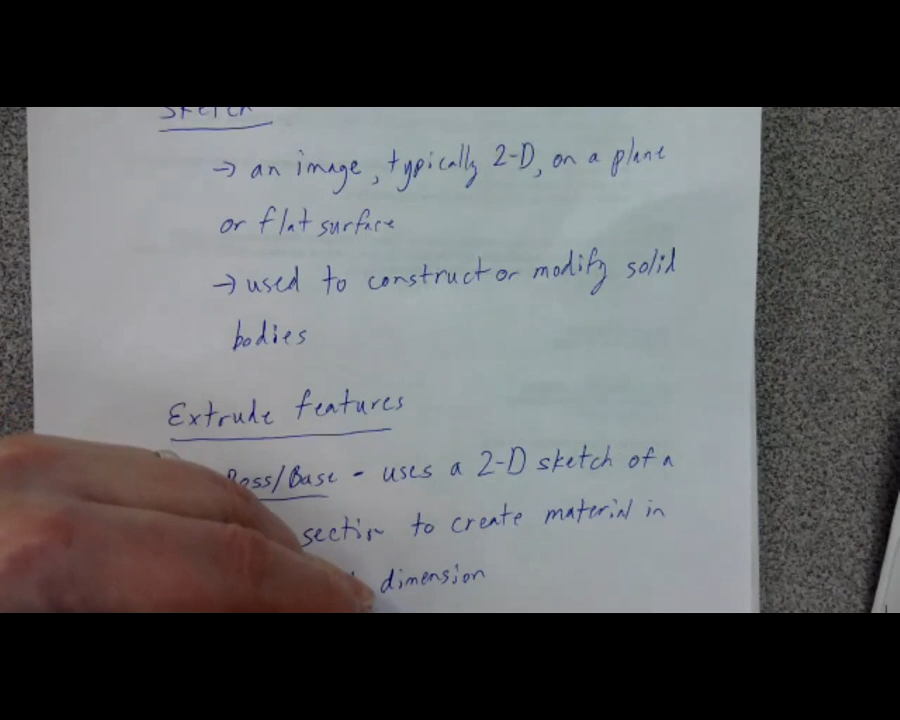 Sketch
→ an image, typically 2-D, on a plane
or flat surface
→ used to construct or modify solid
bodies
Extrude features
Boss/Base - uses a 2-D sketch of a
section to create material in
dimension